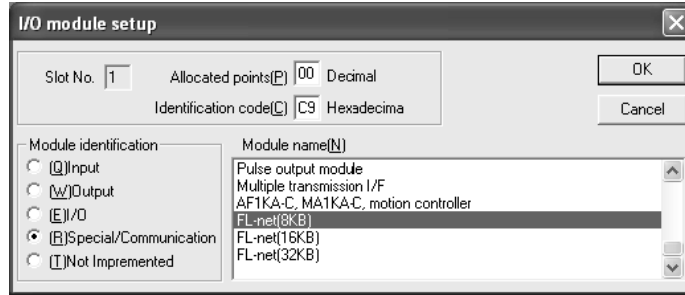 I/O module setup
Slot No. 1 Allocated points(P) 00 Decimal
OK
Identification code(C) C9 Hexadecima
Cancel
Module identification
(Q)Input
(W)Output
(E)I/O
(R)Special/Communication
(T)Not Impremented
Module name(N)
Pulse output module
Multiple transmission I/F
AF1KA-C, MA1KA-C, motion controller
FL-net(8KB)
FL-net(16KB)
FL-net(32KB)